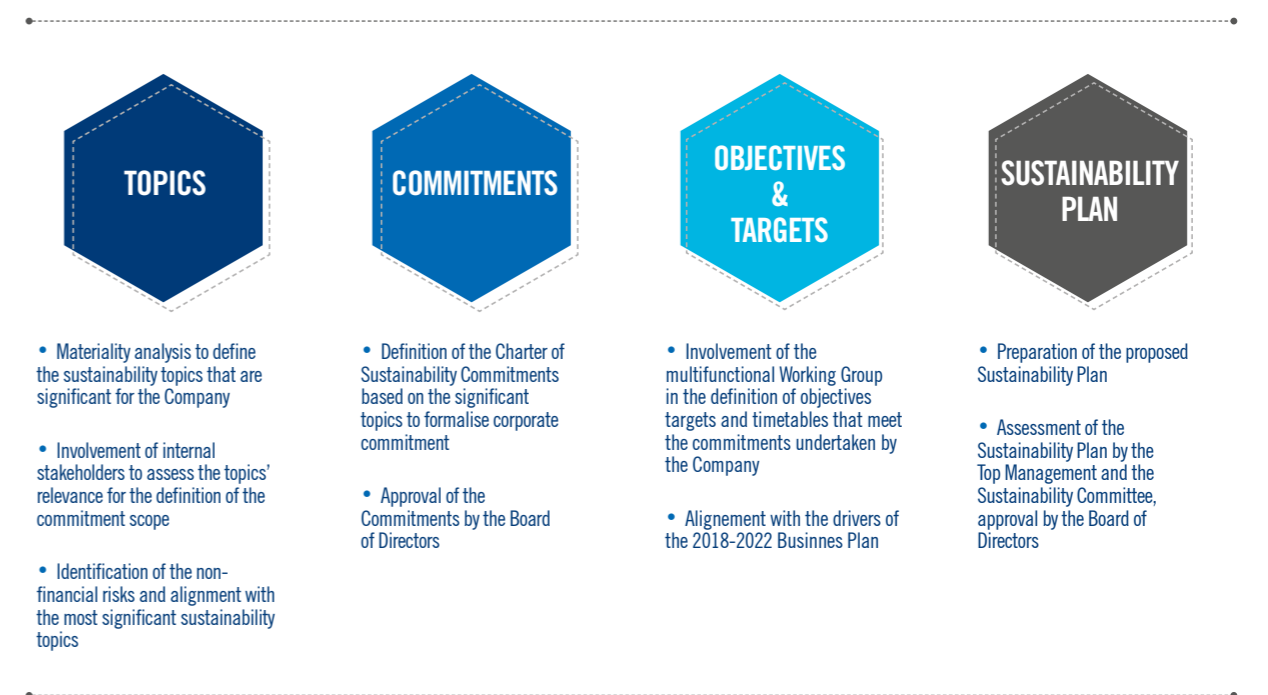 TOPICS
• Materiality analysis to define
the sustainability topics that are
significant for the Company
• Involvement of internal
stakeholders to assess the topics’
relevance for the definition of the
commitment scope
• Identification of the non-
financial risks and alignment with
the most significant sustainability
topics
COMMITMENTS
• Definition of the Charter of
Sustainability Commitments
based on the significant
topics to formalise corporate
commitment
• Approval of the
Commitments by the Board
of Directors
OBJECTIVES
&
TARGETS
• Involvement of the
multifunctional Working Group
in the definition of objectives
targets and timetables that meet
the commitments undertaken by
the Company
• Alignement with the drivers of
the 2018-2022 Businnes Plan
SUSTAINABILITY
PLAN
• Preparation of the proposed
Sustainability Plan
• Assessment of the
Sustainability Plan by the
Top Management and the
Sustainability Committee,
approval by the Board of
Directors